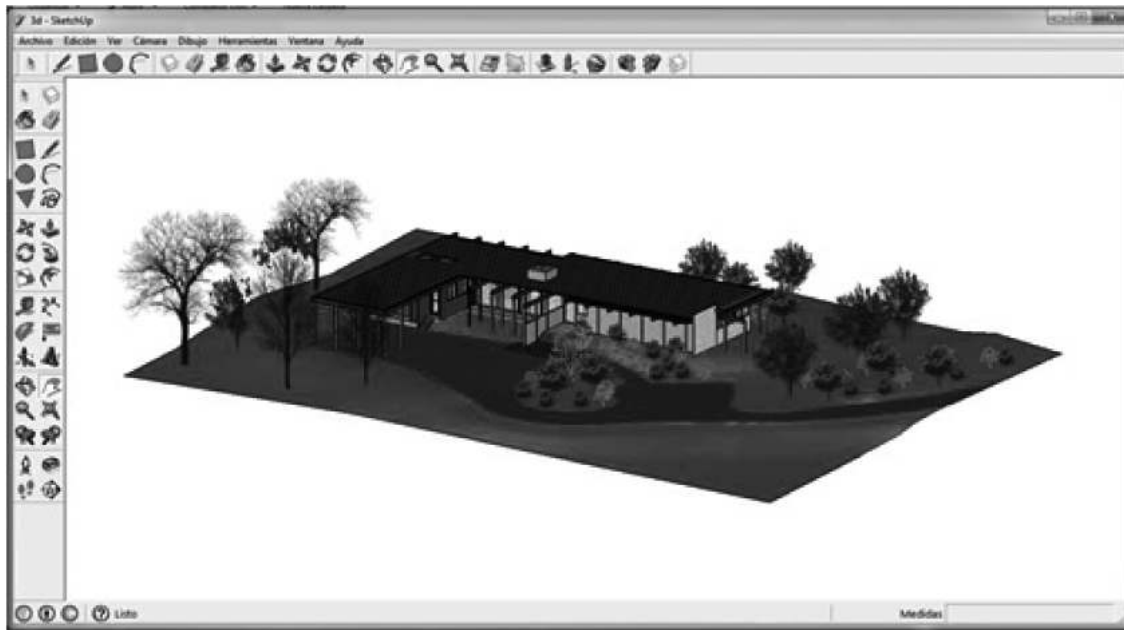 3d - SketchUp
Archivo Edición Ver Cámara Dibujo Herramientas Ventana Ayuda
Listo
Medidas